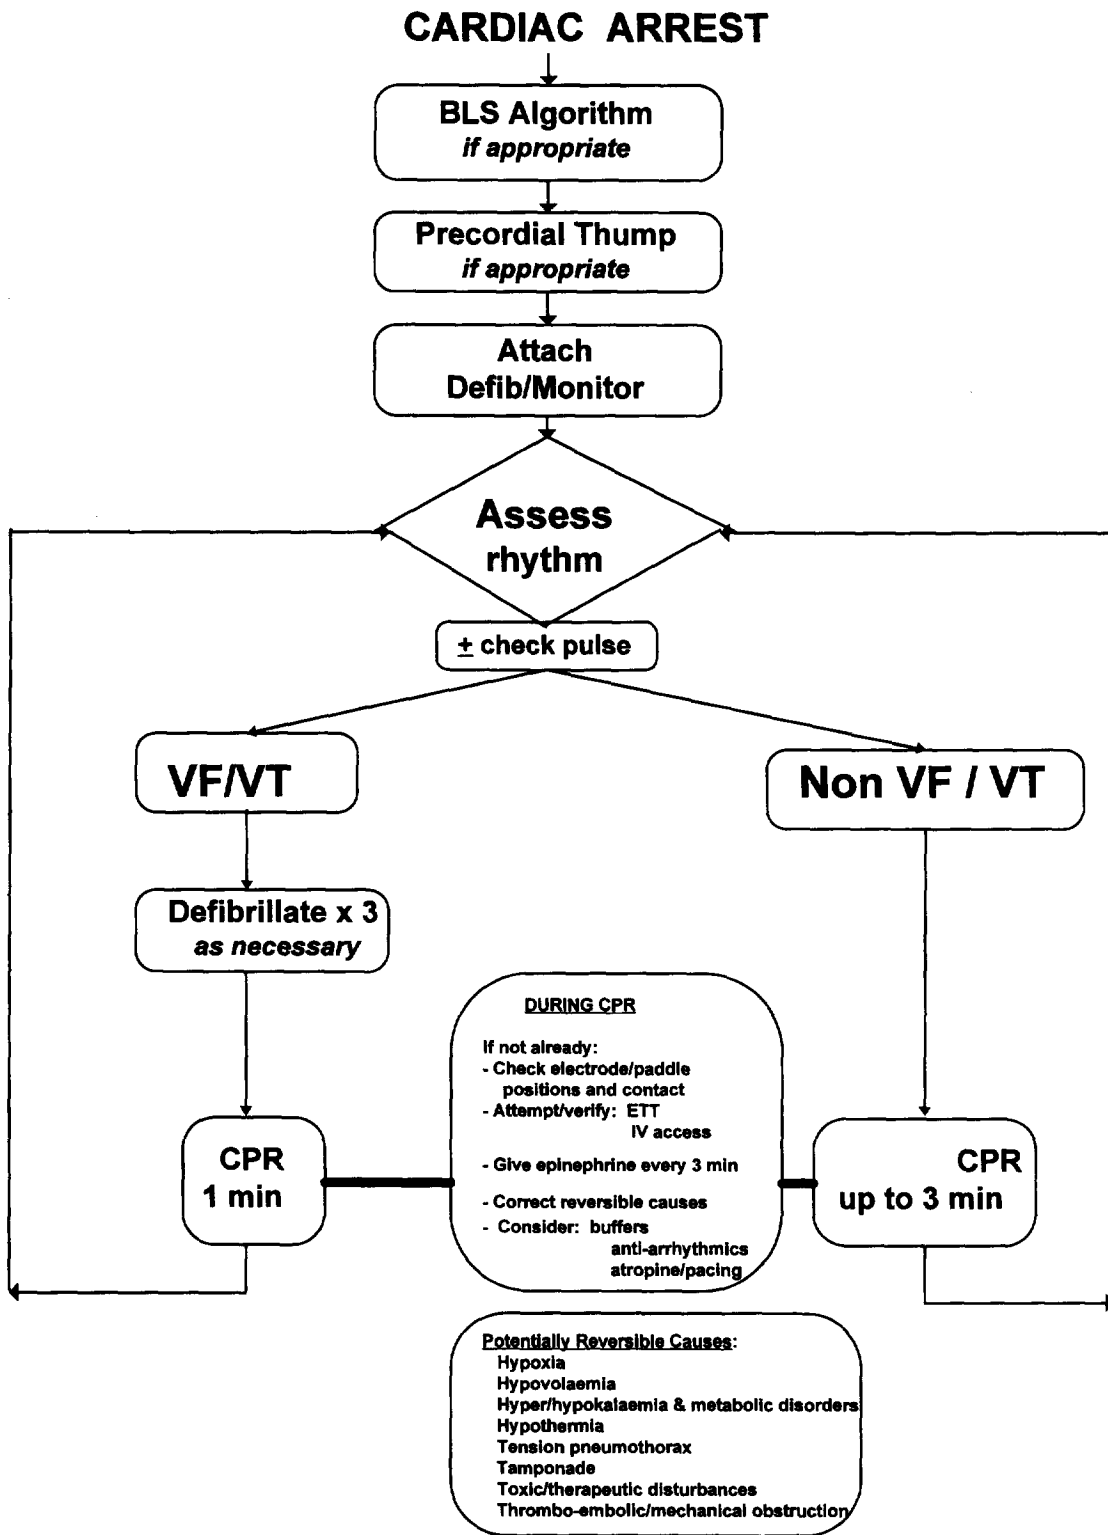 CARDIAC ARREST
BLS Algorithm
if appropriate
Precordial Thump
if appropriate
Attach
Defib/Monitor
Assess
rhythm
± check pulse
VF/VT
Non VF / VT
Defibrillate x 3
as necessary
CPR
1 min
DURING CPR
If not already:
- Check electrode/paddle
positions and contact
- Attempt/verify: ETT
IV access
- Give epinephrine every 3 min
- Correct reversible causes
- Consider: buffers
anti-arrhythmics
atropine/pacing
CPR
up to 3 min
Potentially Reversible Causes:
Hypoxia
Hypovolaemia
Hyper/hypokalaemia & metabolic disorders
Hypothermia
Tension pneumothorax
Tamponade
Toxic/therapeutic disturbances
Thrombo-embolic/mechanical obstruction